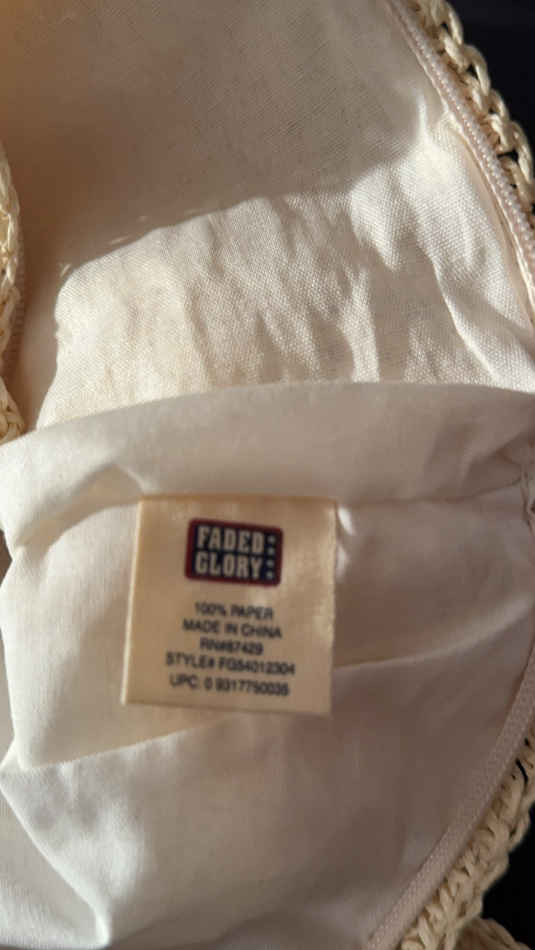 FADED
GLORY
100% PAPER
MADE IN CHINA
RN#87429
STYLE# FG54012304
UPC: 0 9317750035